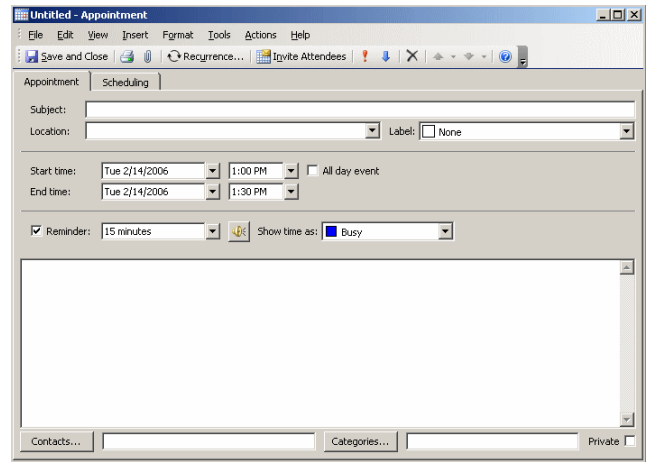 Untitled - Appointment
File Edit View Insert Format Tools Actions Help
Save and Close Recurrence... Invite Attendees
Appointment Scheduling
Subject:
Location: Label: None
Start time: Tue 2/14/2006 1:00 PM All day event
End time: Tue 2/14/2006 1:30 PM
Reminder: 15 minutes Show time as: Busy
Contacts... Categories... Private